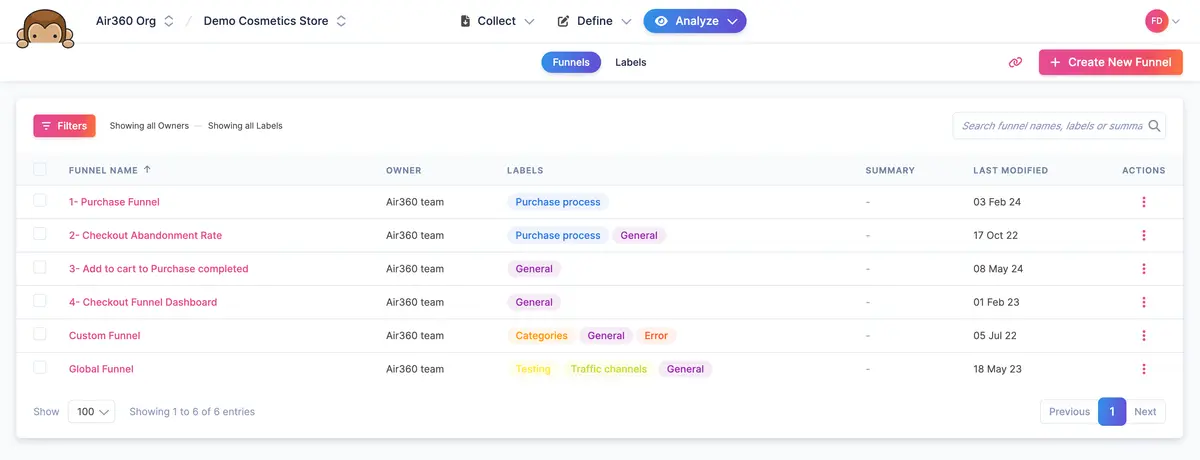 Air360 Org / Demo Cosmetics Store Collect Define Analyze FD
Funnels Labels + Create New Funnel
Filters Showing all Owners — Showing all Labels Search funnel names, labels or summa
FUNNEL NAME ↑ OWNER LABELS SUMMARY LAST MODIFIED ACTIONS
1- Purchase Funnel Air360 team Purchase process - 03 Feb 24
2- Checkout Abandonment Rate Air360 team Purchase process General - 17 Oct 22
3- Add to cart to Purchase completed Air360 team General - 08 May 24
4- Checkout Funnel Dashboard Air360 team General - 01 Feb 23
Custom Funnel Air360 team Categories General Error - 05 Jul 22
Global Funnel Air360 team Testing Traffic channels General - 18 May 23
Show 100 Showing 1 to 6 of 6 entries Previous 1 Next